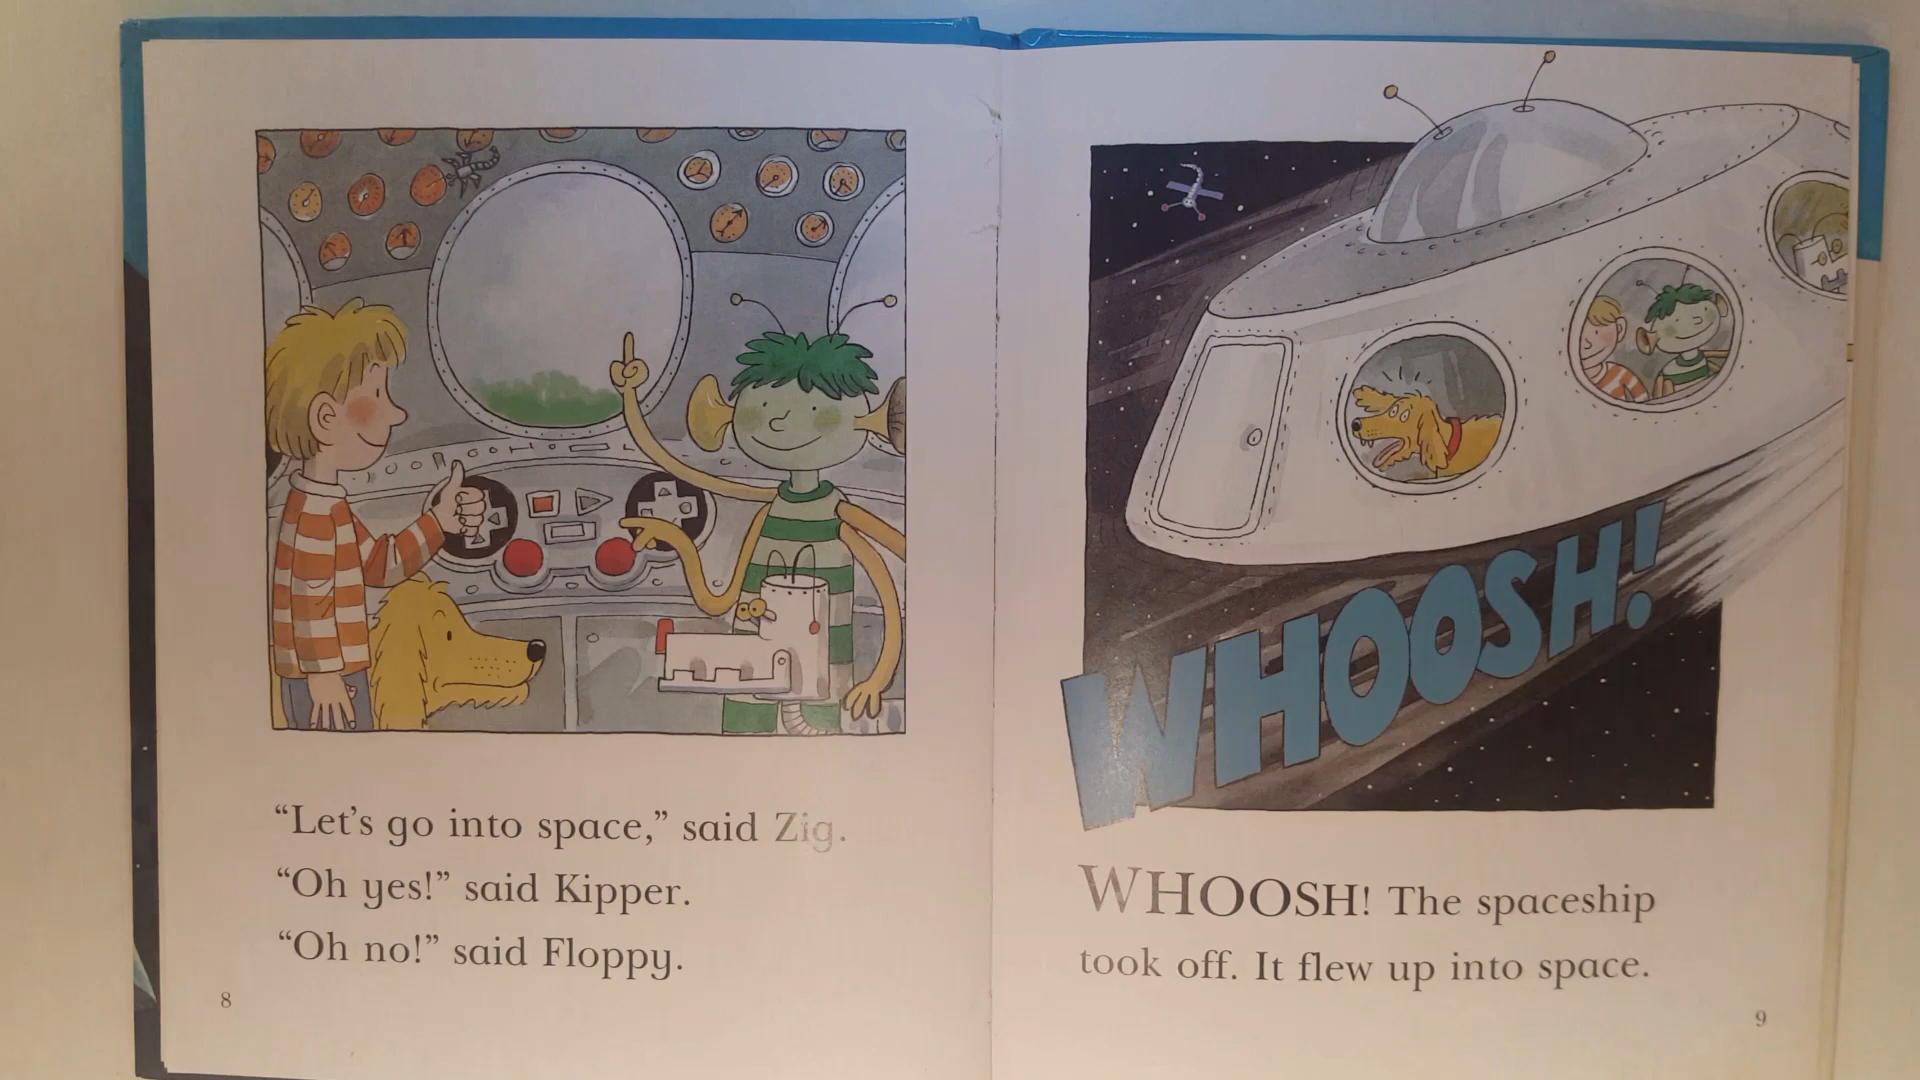 “Let’s go into space,” said Zig.
“Oh yes!” said Kipper.
“Oh no!” said Floppy.
8
WHOOSH!
WHOOSH! The spaceship
took off. It flew up into space.
9